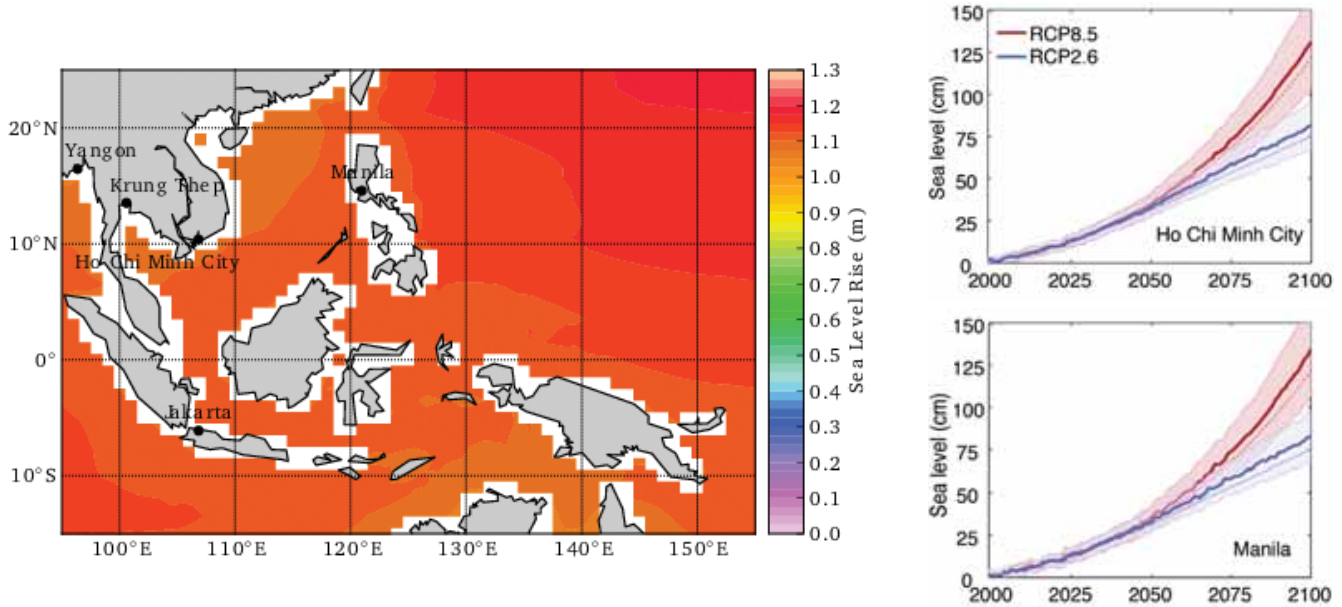 20°N
10°N
0°
10°S
100°E
110°E
120°E
130°E
140°E
150°E
Yangon
Krung Thep
Ho Chi Minh City
Manila
Jakarta
1.3
1.2
1.1
1.0
0.9
0.8
0.7
0.6
0.5
0.4
0.3
0.2
0.1
0.0
Sea Level Rise (m)
150
125
100
75
50
25
0
Sea level (cm)
RCP8.5
RCP2.6
Ho Chi Minh City
2000
2025
2050
2075
2100
150
125
100
75
50
25
0
Sea level (cm)
Manila
2000
2025
2050
2075
2100